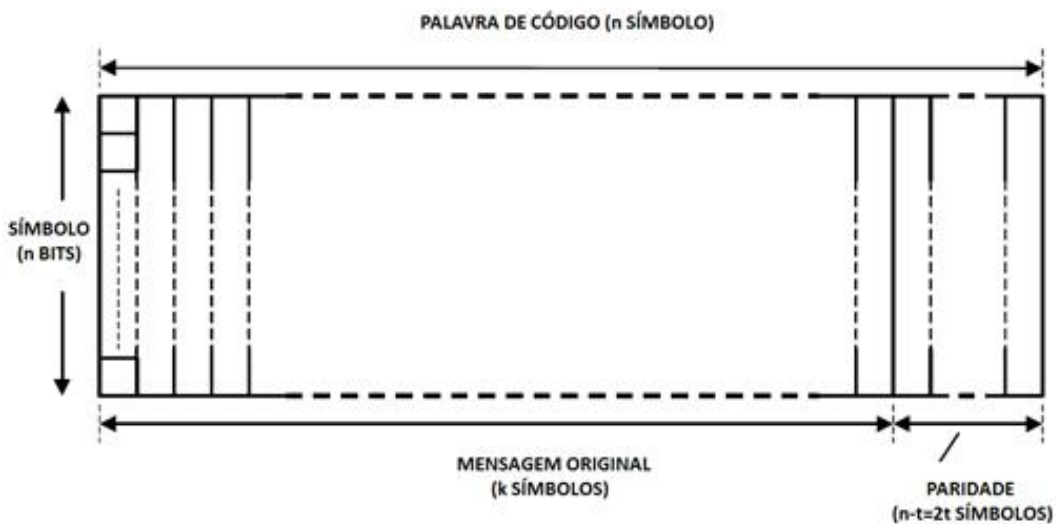 PALAVRA DE CÓDIGO (n SÍMBOLO)
SÍMBOLO
(n BITS)
MENSAGEM ORIGINAL
(k SÍMBOLOS)
PARIDADE
(n-t=2t SÍMBOLOS)